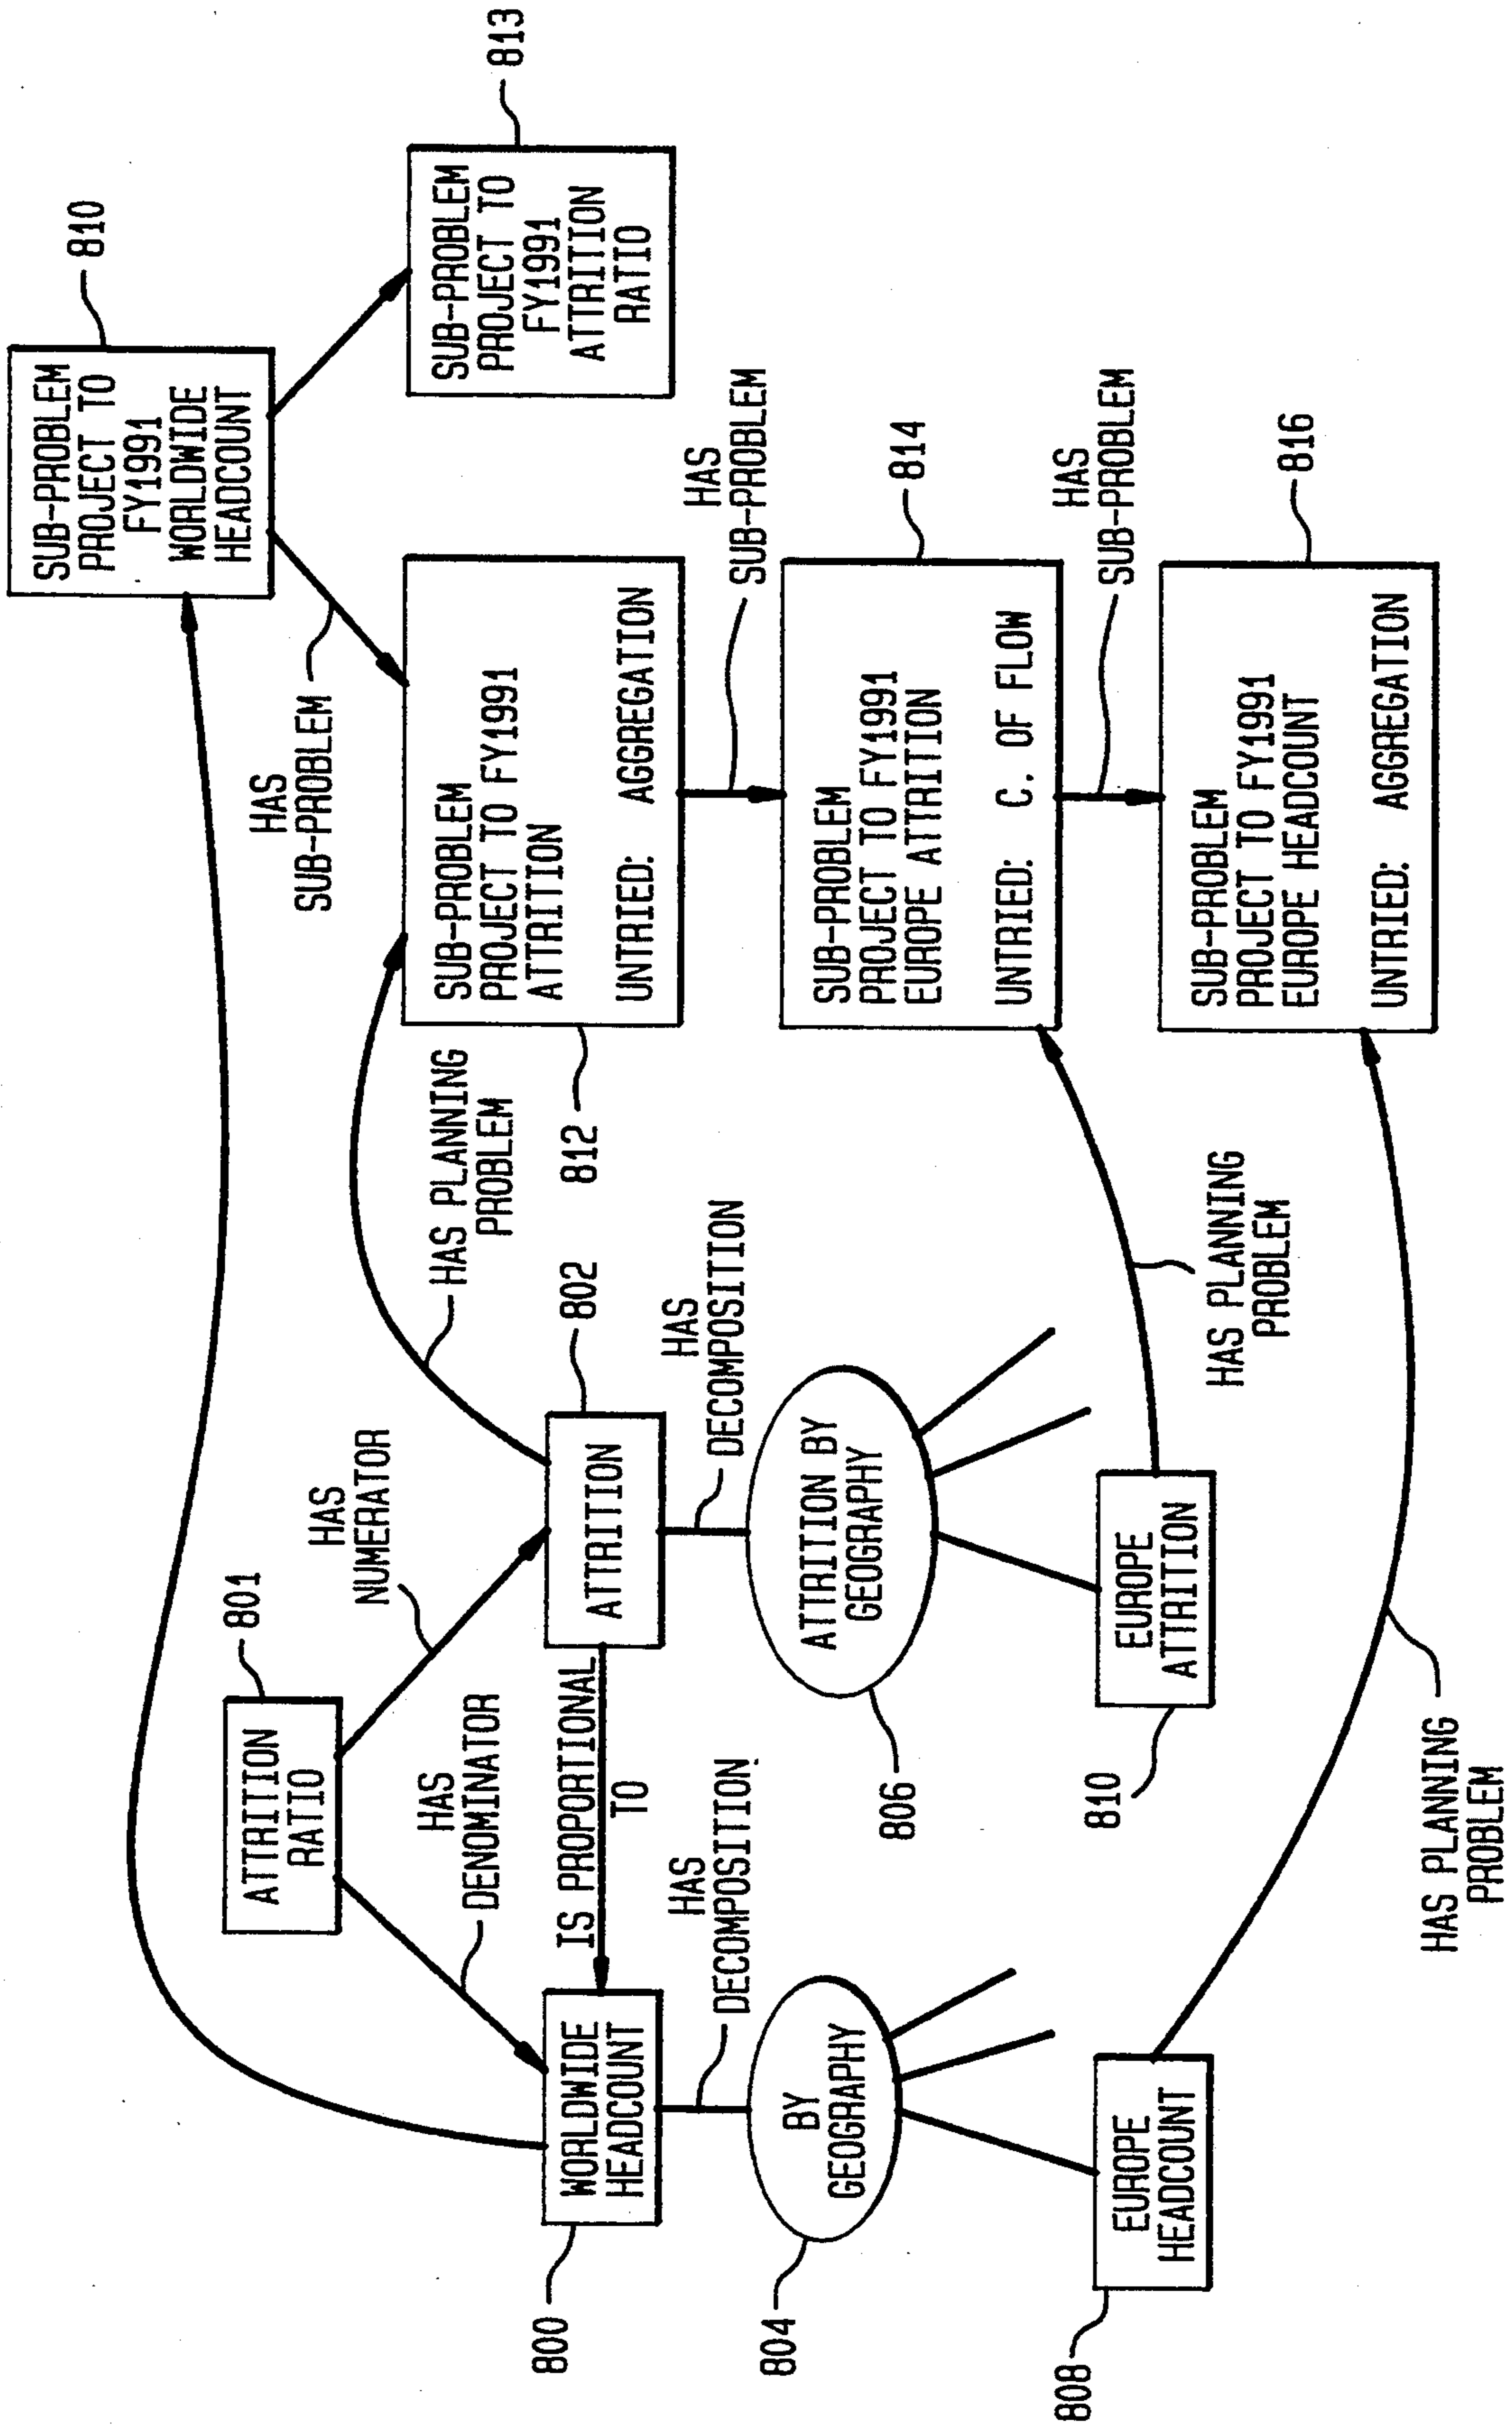 SUB-PROBLEM
PROJECT TO
FY1991
WORLDWIDE
HEADCOUNT
810
ATTRITION
RATIO
801
HAS
SUB-PROBLEM
SUB-PROBLEM
PROJECT TO
FY1991
ATTRITION
RATIO
813
HAS
DENOMINATOR
HAS
NUMERATOR
HAS PLANNING
PROBLEM
SUB-PROBLEM
PROJECT TO FY1991
ATTRITION
UNTRIED: AGGREGATION
812
WORLDWIDE
HEADCOUNT
800
IS PROPORTIONAL
TO
ATTRITION
802
HAS
DECOMPOSITION
HAS
DECOMPOSITION
HAS
SUB-PROBLEM
BY
GEOGRAPHY
804
ATTRITION BY
GEOGRAPHY
806
SUB-PROBLEM
PROJECT TO FY1991
EUROPE ATTRITION
UNTRIED: C. OF FLOW
814
HAS
SUB-PROBLEM
EUROPE
HEADCOUNT
808
EUROPE
ATTRITION
810
HAS PLANNING
PROBLEM
SUB-PROBLEM
PROJECT TO FY1991
EUROPE HEADCOUNT
UNTRIED: AGGREGATION
816
HAS PLANNING
PROBLEM